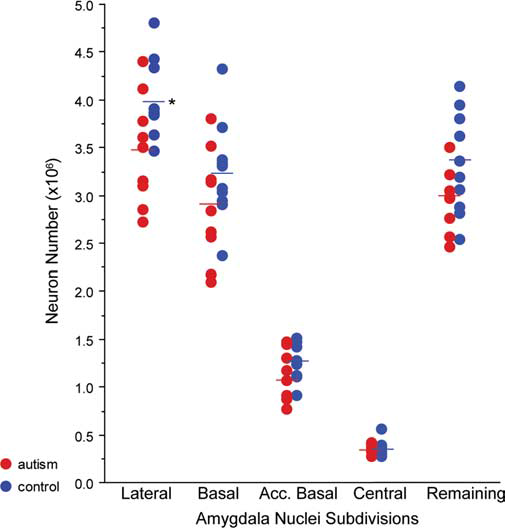 5.0
4.5
4.0
*
3.5
3.0
2.5
2.0
1.5
1.0
0.5
0.0
Neuron Number (x10⁶)
autism
control
Lateral Basal Acc. Basal Central Remaining
Amygdala Nuclei Subdivisions